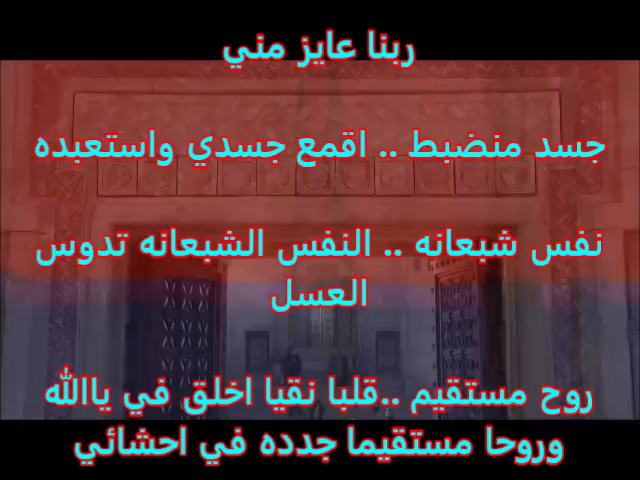 ربنا عايز مني
جسد منضبط .. اقمع جسدي واستعبده
نفس شبعانه .. النفس الشبعانه تدوس
العسل
روح مستقيم ..قلبا نقيا اخلق في ياالله
وروحا مستقيما جدده في احشائي